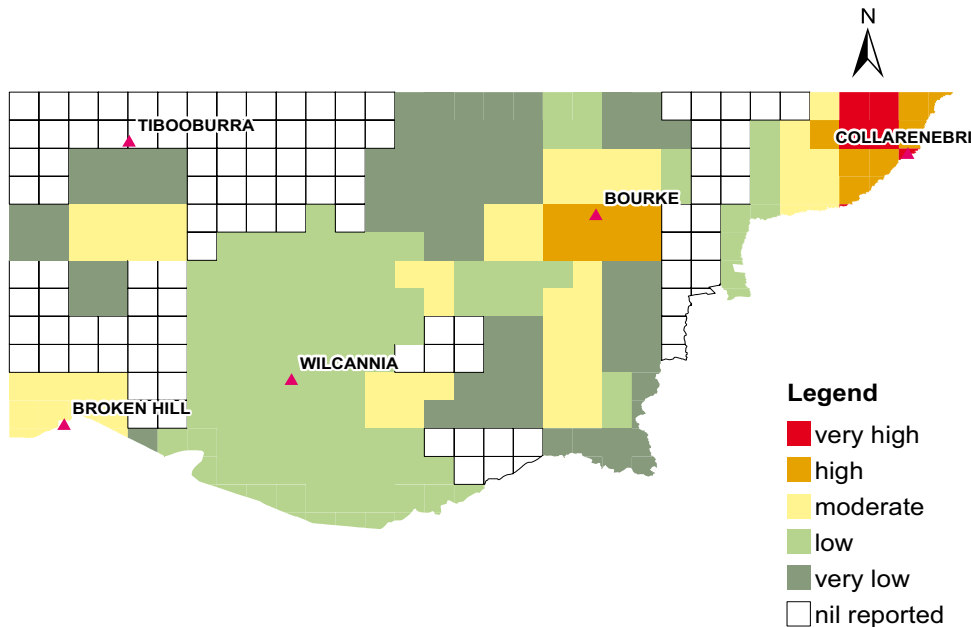 N
TIBOOBURRA
COLLARENEBRI
BOURKE
WILCANNIA
BROKEN HILL
Legend
very high
high
moderate
low
very low
nil reported